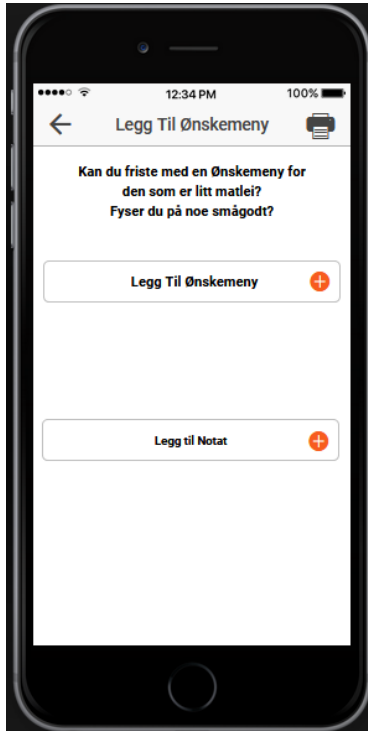 12:34 PM 100%
Legg Til Ønskemeny
Kan du friste med en Ønskemeny for
den som er litt matlei?
Fyser du på noe smågodt?
Legg Til Ønskemeny
Legg til Notat